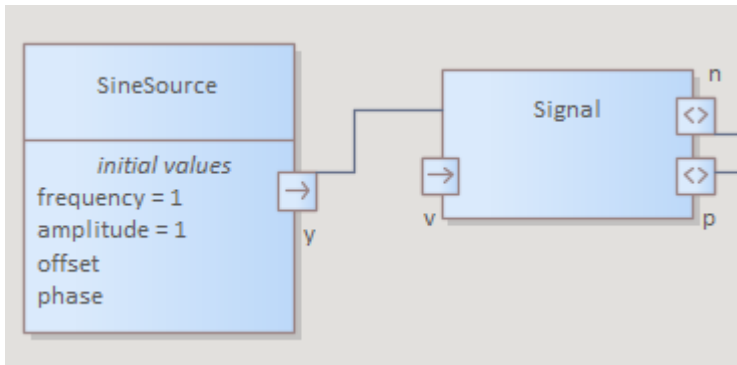 SineSource
initial values
frequency = 1
amplitude = 1
offset
phase
y
Signal
v
n
p